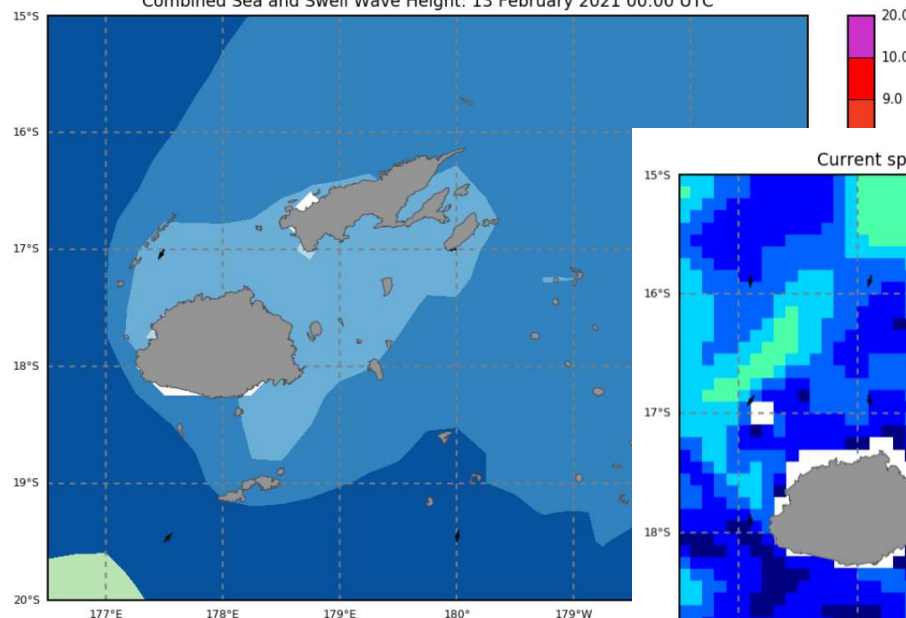 Combined Sea and Swell Wave Height: 13 February 2021 00:00 UTC
15°S
16°S
17°S
18°S
19°S
20°S
177°E
178°E
179°E
180°
179°W
20.0
10.0
9.0
Current sp
15°S
16°S
17°S
18°S